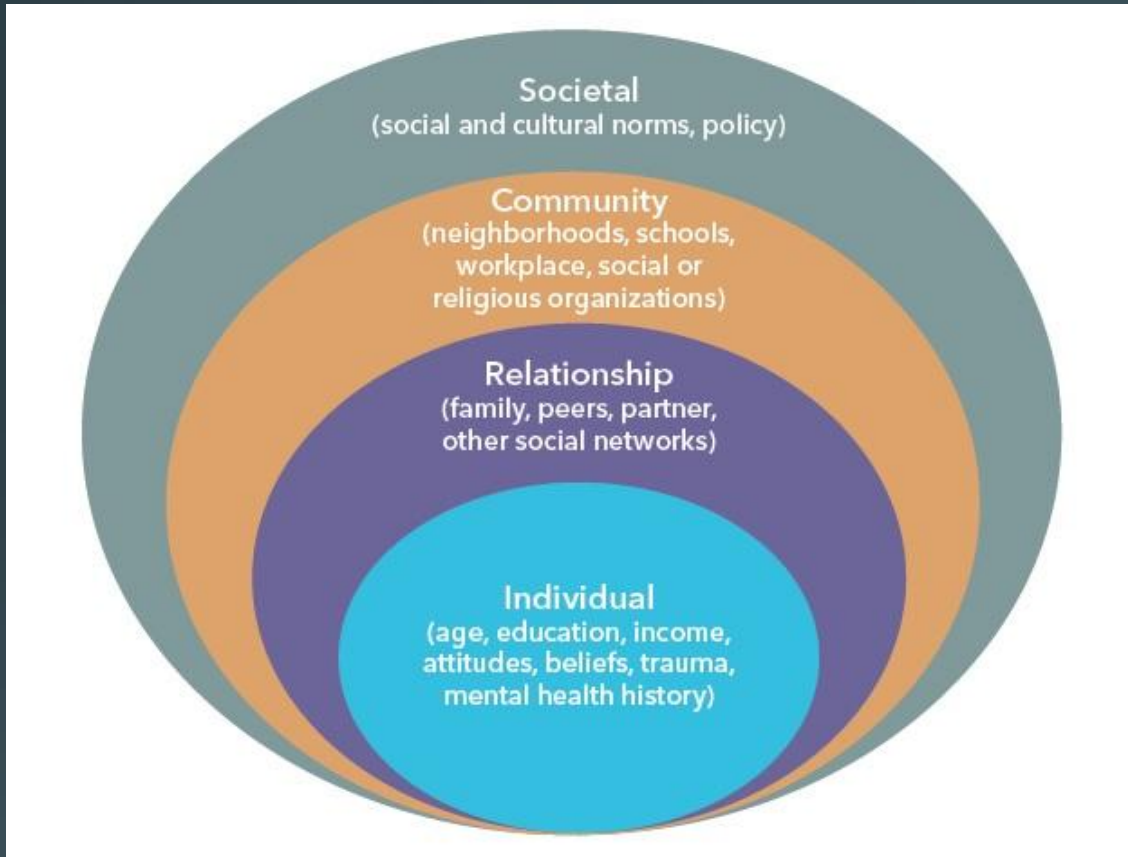 Societal
(social and cultural norms, policy)
Community
(neighborhoods, schools,
workplace, social or
religious organizations)
Relationship
(family, peers, partner,
other social networks)
Individual
(age, education, income,
attitudes, beliefs, trauma,
mental health history)